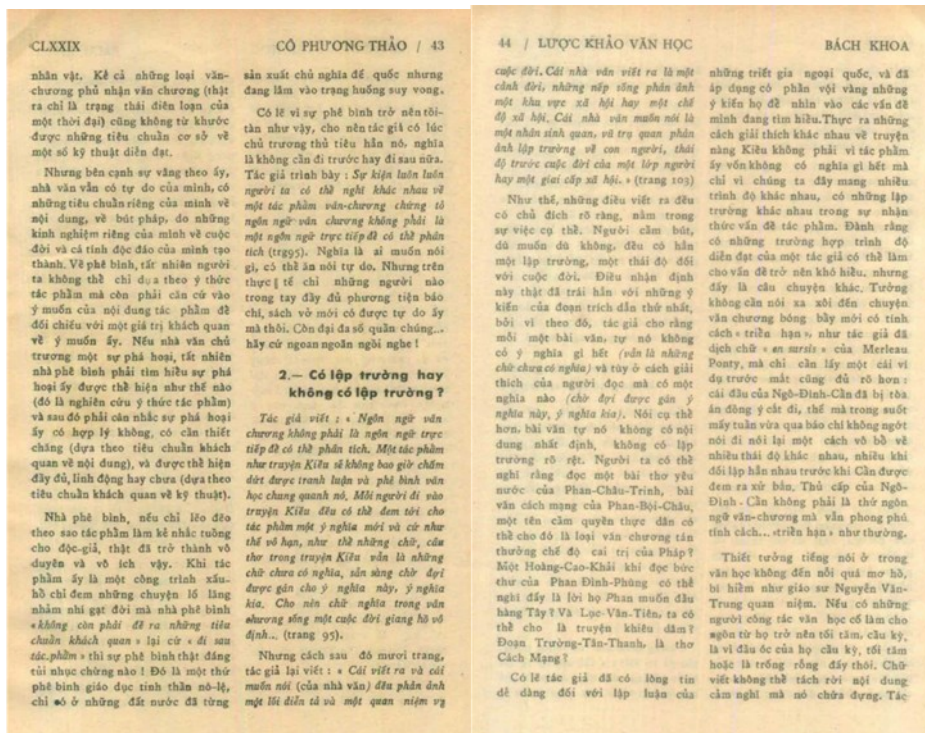 CLXXIX
CÔ PHƯƠNG THẢO / 43
nhân vật. Kể cả những loại văn-
chương phủ nhận văn chương (thật
ra chỉ là trạng thái điên loạn của
một thời đại) cũng không từ khước
được những tiêu chuẩn cơ sở về
một số kỹ thuật diễn đạt.
Nhưng bên cạnh sự vâng theo ấy,
nhà văn vẫn có tự do của mình, có
những tiêu chuẩn riêng của mình về
nội dung, về bút pháp, do những
kinh nghiệm riêng của mình về cuộc
đời và cá tính độc đáo của mình tạo
thành. Về phê bình, tất nhiên người
ta không thể chỉ dựa theo ý thức
tác phẩm mà còn phải căn cứ vào
ý muốn của nội dung tác phẩm để
đối chiếu với một giá trị khách quan
về ý muốn ấy. Nếu nhà văn chủ
trương một sự phá hoại, tất nhiên
nhà phê bình phải tìm hiểu sự phá
hoại ấy được thể hiện như thế nào
(đó là nghiên cứu ý thức tác phẩm)
và sau đó phải cân nhắc sự phá hoại
ấy có hợp lý không, có cần thiết
chăng (dựa theo tiêu chuẩn khách
quan về nội dung), và được thể hiện
đầy đủ, linh động hay chưa (dựa theo
tiêu chuẩn khách quan về kỹ thuật).
Nhà phê bình, nếu chỉ lẽo đẽo
theo sao tác phẩm làm kẻ nhắc tuồng
cho độc-giả, thật đã trở thành vô
duyên và vô ích vậy. Khi tác
phẩm ấy là một công trình xấu-
hổ chỉ đem những chuyện lố lăng
nhảm nhí gạt đời mà nhà phê bình
«không còn phải đề ra những tiêu
chuẩn khách quan» lại cứ «đi sau
tác.phẩm» thì sự phê bình thật đáng
tủi nhục chừng nào ! Đó là một thứ
phê bình giáo dục tinh thần nô-lệ,
chỉ có ở những đất nước đã từng
sản xuất chủ nghĩa đế quốc nhưng
đang lâm vào trạng huống suy vong.
Có lẽ vì sự phê bình trở nên tôi-
tàn như vậy, cho nên tác giả có lúc
chủ trương thủ tiêu hẳn nó, nghĩa
là không cần đi trước hay đi sau nữa.
Tác giả trình bày : Sự kiện luôn luôn
người ta có thể nghĩ khác nhau về
một tác phẩm văn-chương chứng tỏ
ngôn ngữ văn chương không phải là
một ngôn ngữ trực tiếp để có thể phân
tích (trg95). Nghĩa là ai muốn nói
gì, có thể ăn nói tự do. Nhưng trên
thực tế chỉ những người nào
trong tay đầy đủ phương tiện báo
chí, sách vở mới có được tự do ấy
mà thôi. Còn đại đa số quần chúng...
hãy cứ ngoan ngoãn ngồi nghe !
2.— Có lập trường hay
không có lập trường ?
Tác giả viết : « Ngôn ngữ văn
chương không phải là ngôn ngữ trực
tiếp để có thể phân tích. Một tác phẩm
như truyện Kiều sẽ không bao giờ chấm
dứt được tranh luận và phê bình văn
học chung quanh nó. Mỗi người đi vào
truyện Kiều đều có thể đem tới cho
tác phẩm một ý nghĩa mới và cứ như
thế vô hạn, như thể những chữ, câu
thơ trong truyện Kiều vẫn là những
chữ chưa có nghĩa, sẵn sàng chờ đợi
được gán cho ý nghĩa này, ý nghĩa
kia. Cho nên chữ nghĩa trong văn
chương sống một cuộc đời giang hồ vô
định... (trang 95).
Nhưng cách sau đó mươi trang,
tác giả lại viết : « Cái viết ra và cái
muốn nói (của nhà văn) đều phản ảnh
một lối diễn tả và một quan niệm về
44 / LƯỢC KHẢO VĂN HỌC
BÁCH KHOA
cuộc đời. Cái nhà văn viết ra là một
cảnh đời, những nếp sống phản ảnh
một khu vực xã hội hay một chế
độ xã hội. Cái nhà văn muốn nói là
một nhân sinh quan, vũ trụ quan phản
ảnh lập trường về con người, thái
độ trước cuộc đời của một lớp người
hay một giai cấp xã hội. » (trang 103)
Như thế, những điều viết ra đều
có chủ đích rõ ràng, nằm trong
sự việc cụ thể. Người cầm bút,
dù muốn dù không, đều có hẳn
một lập trường, một thái độ đối
với cuộc đời. Điều nhận định
này thật đã trái hẳn với những ý
kiến của đoạn trích dẫn thứ nhất,
bởi vì theo đó, tác giả cho rằng
mỗi một bài văn, tự nó không
có ý nghĩa gì hết (vẫn là những
chữ chưa có nghĩa) và tùy ở cách giải
thích của người đọc mà có một
nghĩa nào (chờ đợi được gán ý
nghĩa này, ý nghĩa kia). Nói cụ thể
hơn, bài văn tự nó không có nội
dung nhất định, không có lập
trường rõ rệt. Người ta có thể
nghĩ rằng đọc một bài thơ yêu
nước của Phan-Châu-Trinh, bài
văn cách mạng của Phan-Bội-Châu,
một tên cầm quyền thực dân có
thể cho đó là loại văn chương tán
thưởng chế độ cai trị của Pháp ?
Một Hoàng-Cao-Khải khi đọc bức
thư của Phan Đình-Phùng có thể
nghĩ đấy là lời họ Phan muốn đầu
hàng Tây ? Và Lục-Vân-Tiên, ta có
thể cho là truyện khiêu dâm ?
Đoạn Trường-Tân-Thanh, là thơ
Cách Mạng ?
Có lẽ tác giả đã có lòng tin
dễ dàng đối với lập luận của
những triết gia ngoại quốc, và đã
áp dụng có phần vội vàng những
ý kiến họ để nhìn vào các vấn đề
mình đang tìm hiểu.Thực ra những
cách giải thích khác nhau về truyện
nàng Kiều không phải vì tác phẩm
ấy vốn không có nghĩa gì hết mà
chỉ vì chúng ta đây mang nhiều
trình độ khác nhau, có những lập
trường khác nhau trong sự nhận
thức vấn đề tác phẩm. Đành rằng
có những trường hợp trình độ
diễn đạt của một tác giả có thể làm
cho vấn đề trở nên khó hiểu, nhưng
đấy là câu chuyện khác. Tưởng
không cần nói xa xôi đến chuyện
văn chương bóng bẩy mới có tính
cách « triển hạn », như tác giả đã
dịch chữ « en sursis » của Merleau
Ponty, mà chỉ cần lấy một cái ví
dụ trước mắt cũng đủ rõ hơn :
cái đầu của Ngô-Đình-Cẩn đã bị tòa
án đồng ý cắt đi, thế mà trong suốt
mấy tuần vừa qua báo chí không ngớt
nói đi nói lại một cách vô bổ về
nhiều thái độ khác nhau, nhiều khi
đối lập hẳn nhau trước khi Cẩn được
đem ra xử bắn. Thủ cấp của Ngô-
Đình-Cẩn không phải là thứ ngôn
ngữ văn-chương mà vẫn phong phú
tính cách... «triển hạn» như thường.
Thiết tưởng tiếng nói ở trong
văn học không đến nỗi quá mơ hồ,
bí hiểm như giáo sư Nguyễn Văn-
Trung quan niệm. Nếu có những
người công tác văn học cố làm cho
ngôn từ họ trở nên tối tăm, cầu kỳ,
là vì đầu óc của họ cầu kỳ, tối tăm
hoặc là trống rỗng đấy thôi. Chữ
viết không thể tách rời nội dung
cảm nghĩ mà nó chứa đựng. Tác